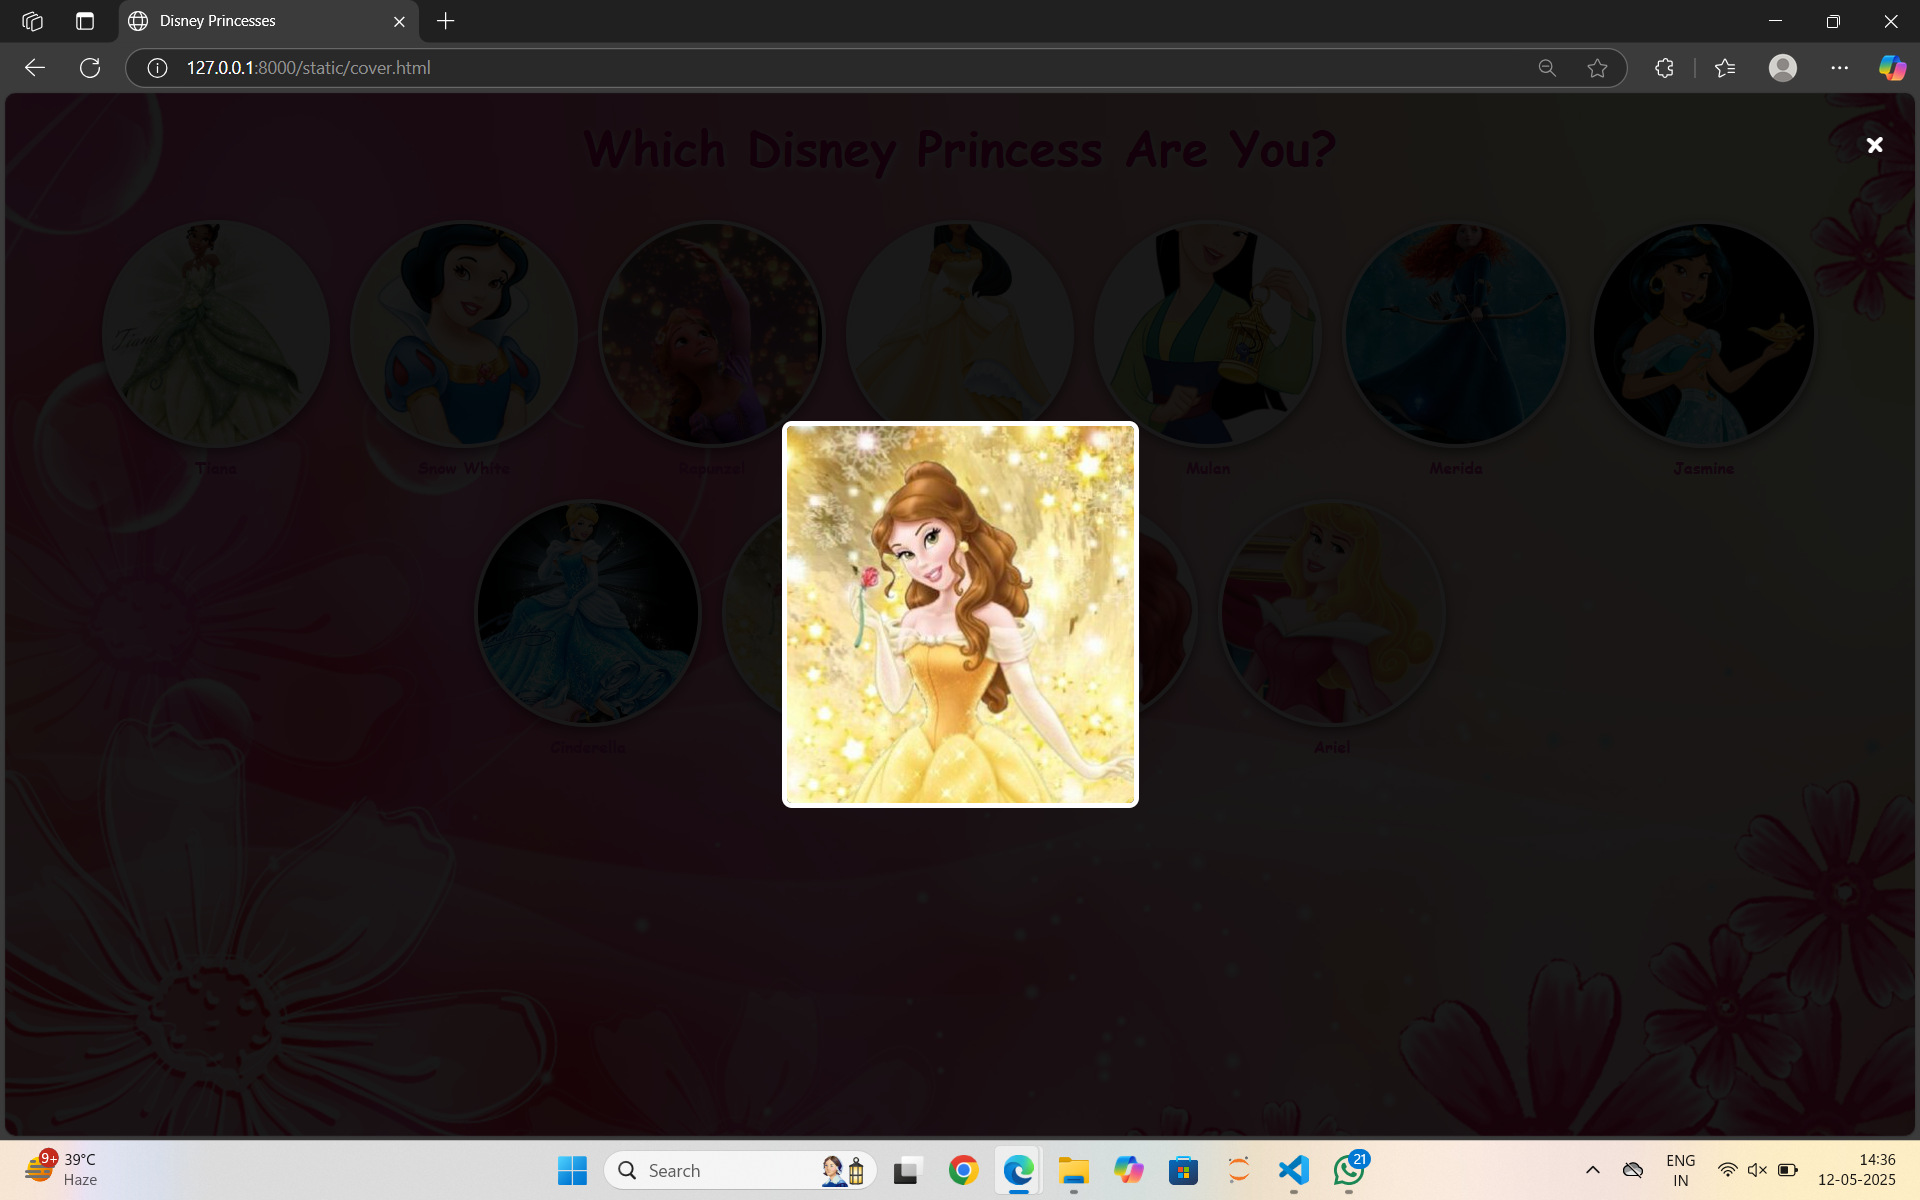 Disney Princesses
127.0.0.1:8000/static/cover.html
Which Disney Princess Are You?
Tiana
Tiana
Snow White
Rapunzel
Mulan
Merida
Jasmine
Cinderella
Ariel
9+
39°C
Haze
Search
21
ENG
IN
14:36
12-05-2025